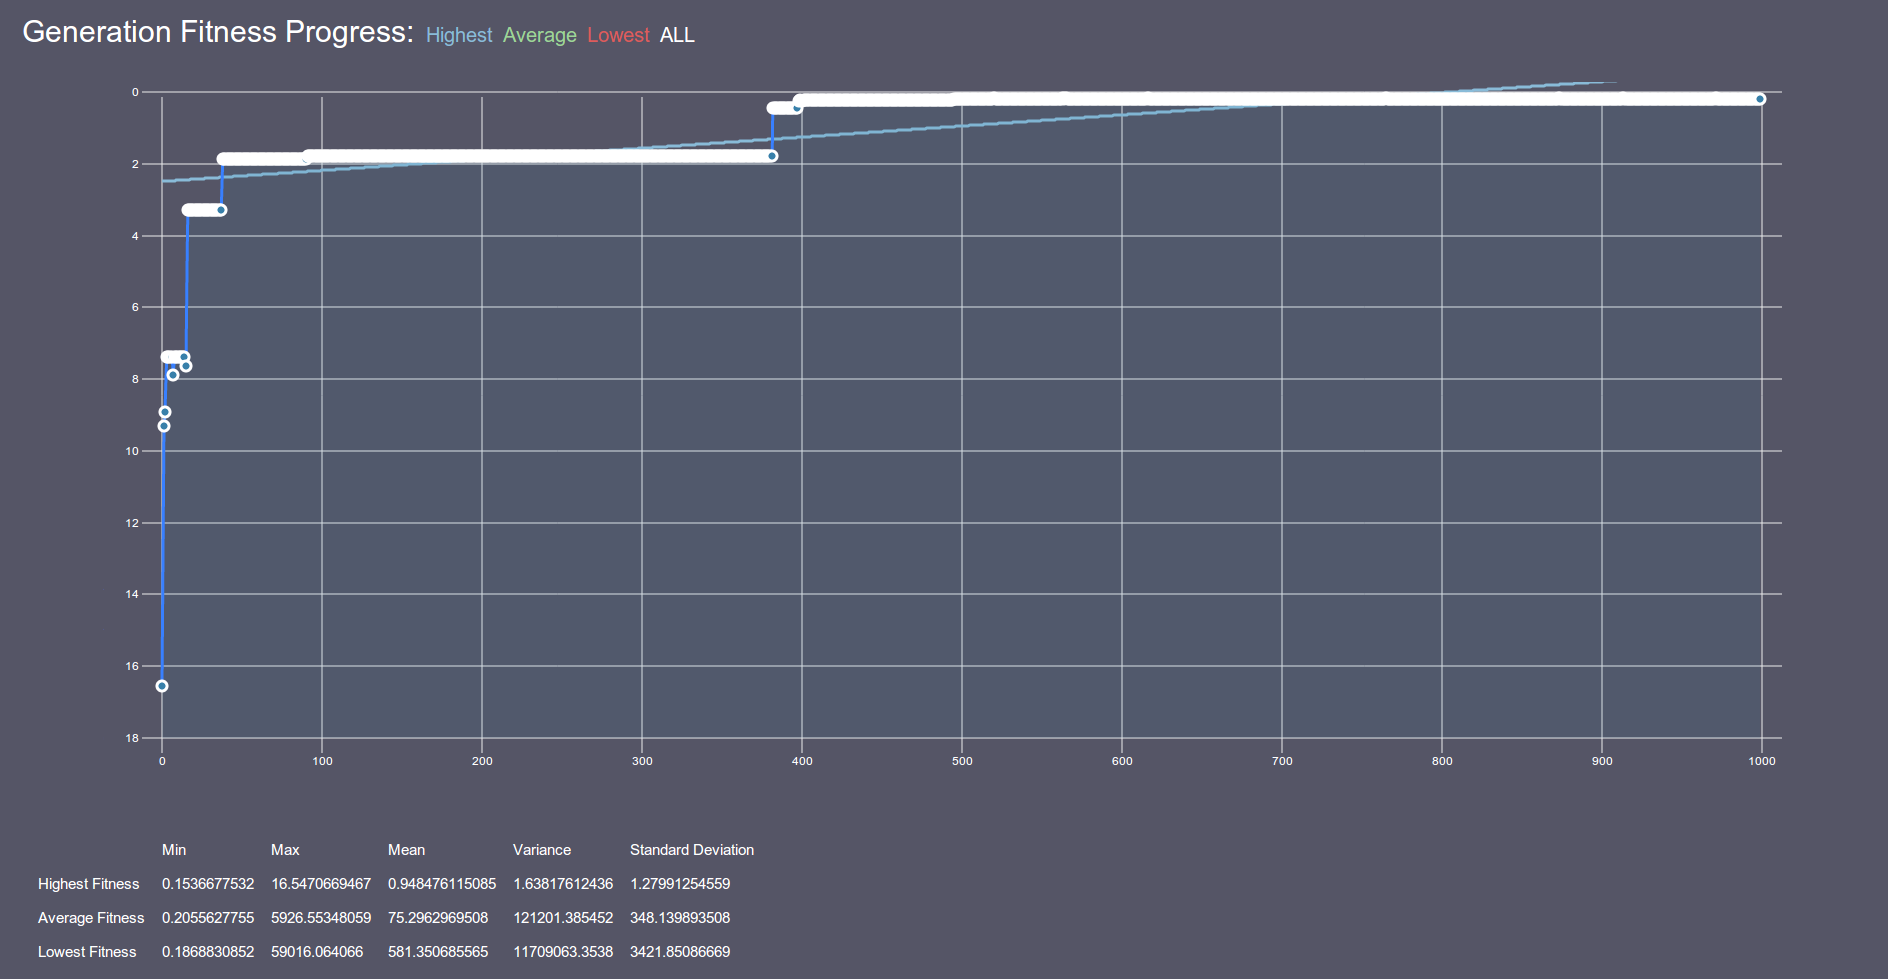 Generation Fitness Progress: Highest Average Lowest ALL
0
2
4
6
8
10
12
14
16
18
0 100 200 300 400 500 600 700 800 900 1000
Min Max Mean Variance Standard Deviation
Highest Fitness 0.1536677532 16.5470669467 0.948476115085 1.63817612436 1.27991254559
Average Fitness 0.2055627755 5926.55348059 75.2962969508 121201.385452 348.139893508
Lowest Fitness 0.1868830852 59016.064066 581.350685565 11709063.3538 3421.85086669